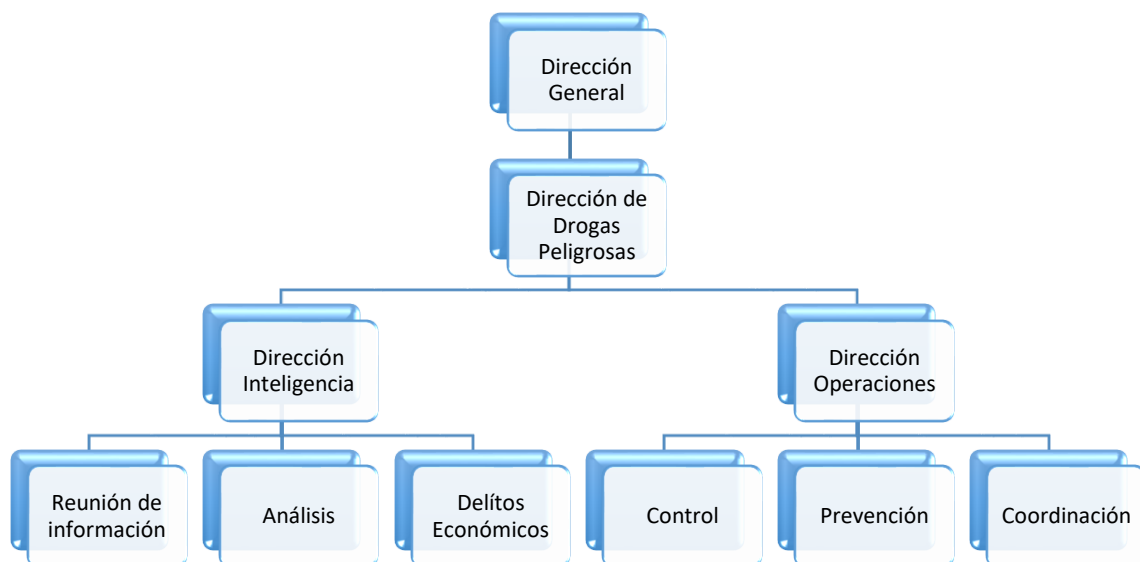 Dirección
General
Dirección de
Drogas
Peligrosas
Dirección
Inteligencia
Dirección
Operaciones
Reunión de
información
Análisis
Delítos
Económicos
Control
Prevención
Coordinación